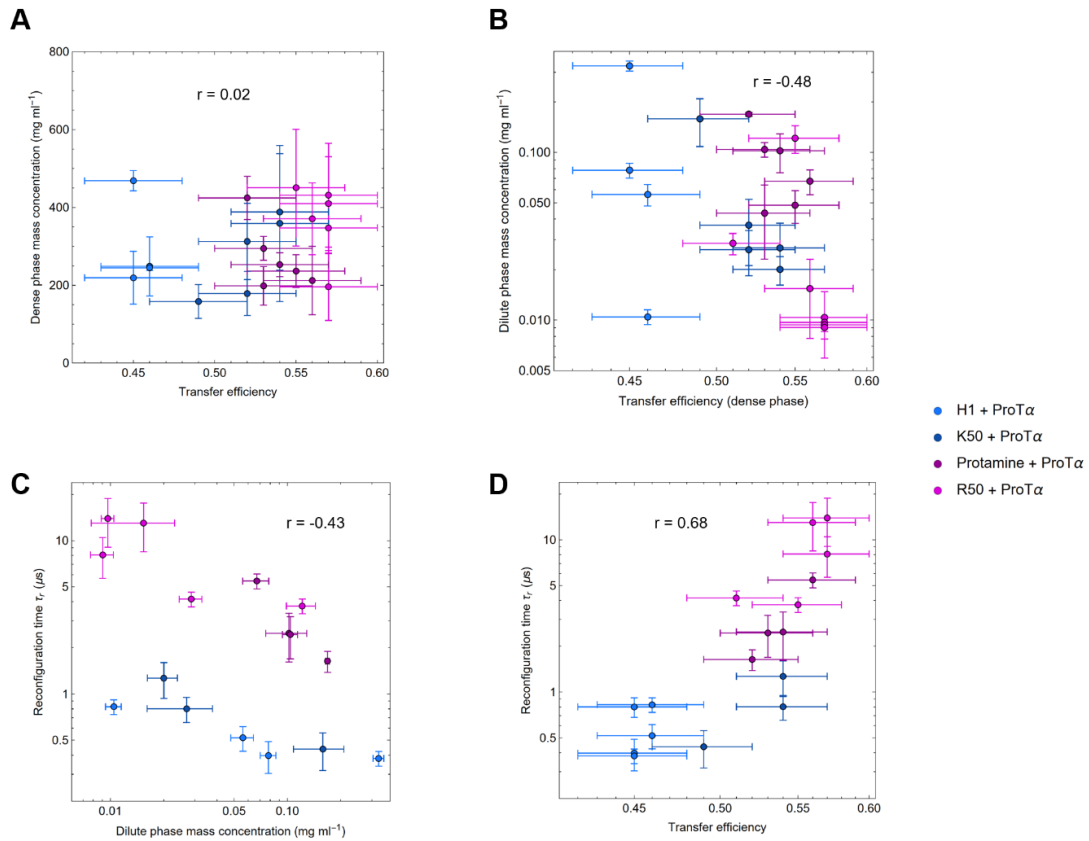 A
Dense phase mass concentration (mg ml⁻¹)
800
600
400
200
0
r = 0.02
0.45
0.50
0.55
0.60
Transfer efficiency
B
Dilute phase mass concentration (mg ml⁻¹)
0.100
0.050
0.010
0.005
r = -0.48
0.45
0.50
0.55
0.60
Transfer efficiency (dense phase)
H1 + ProTα
K50 + ProTα
Protamine + ProTα
R50 + ProTα
C
Reconfiguration time τᵣ (μs)
10
5
1
0.5
r = -0.43
0.01
0.05
0.10
Dilute phase mass concentration (mg ml⁻¹)
D
Reconfiguration time τᵣ (μs)
10
5
1
0.5
r = 0.68
0.45
0.50
0.55
0.60
Transfer efficiency